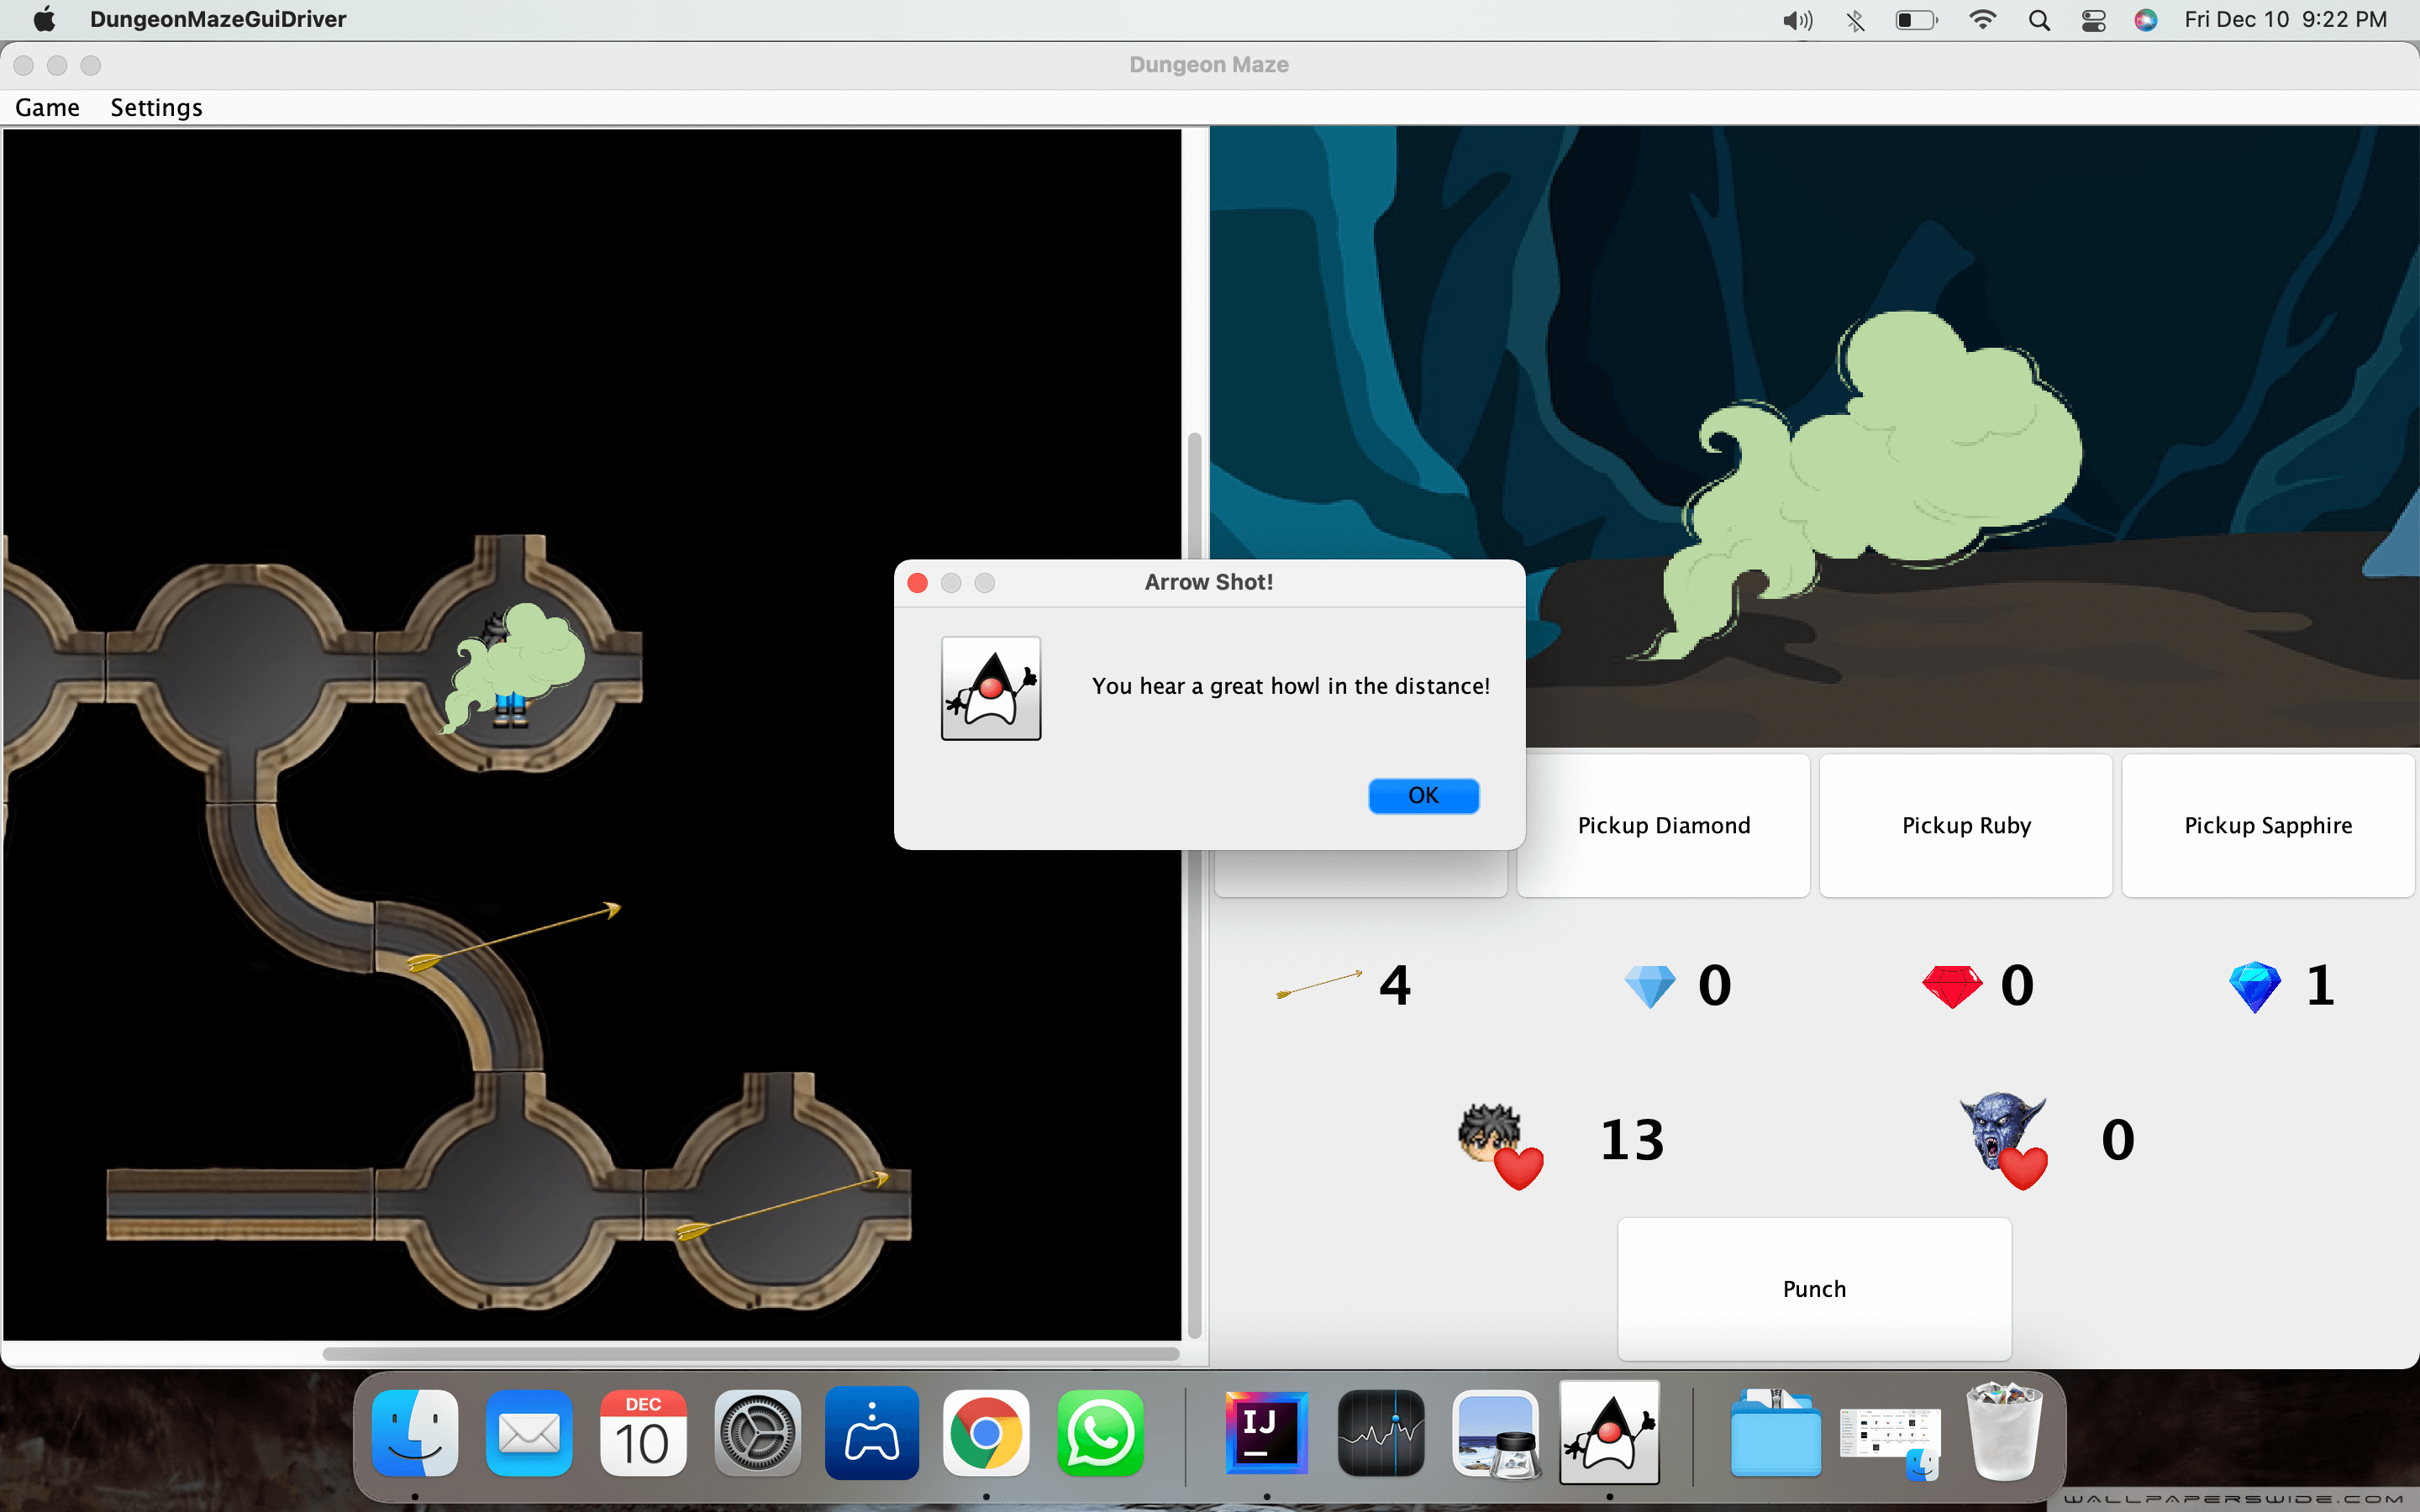 DungeonMazeGuiDriver
Fri Dec 10 9:22 PM
Dungeon Maze
Game Settings
Arrow Shot!
You hear a great howl in the distance!
OK
Pickup Diamond
Pickup Ruby
Pickup Sapphire
4
0
0
1
13
0
Punch
DEC
10
IJ
WALLPAPERSWIDE.COM